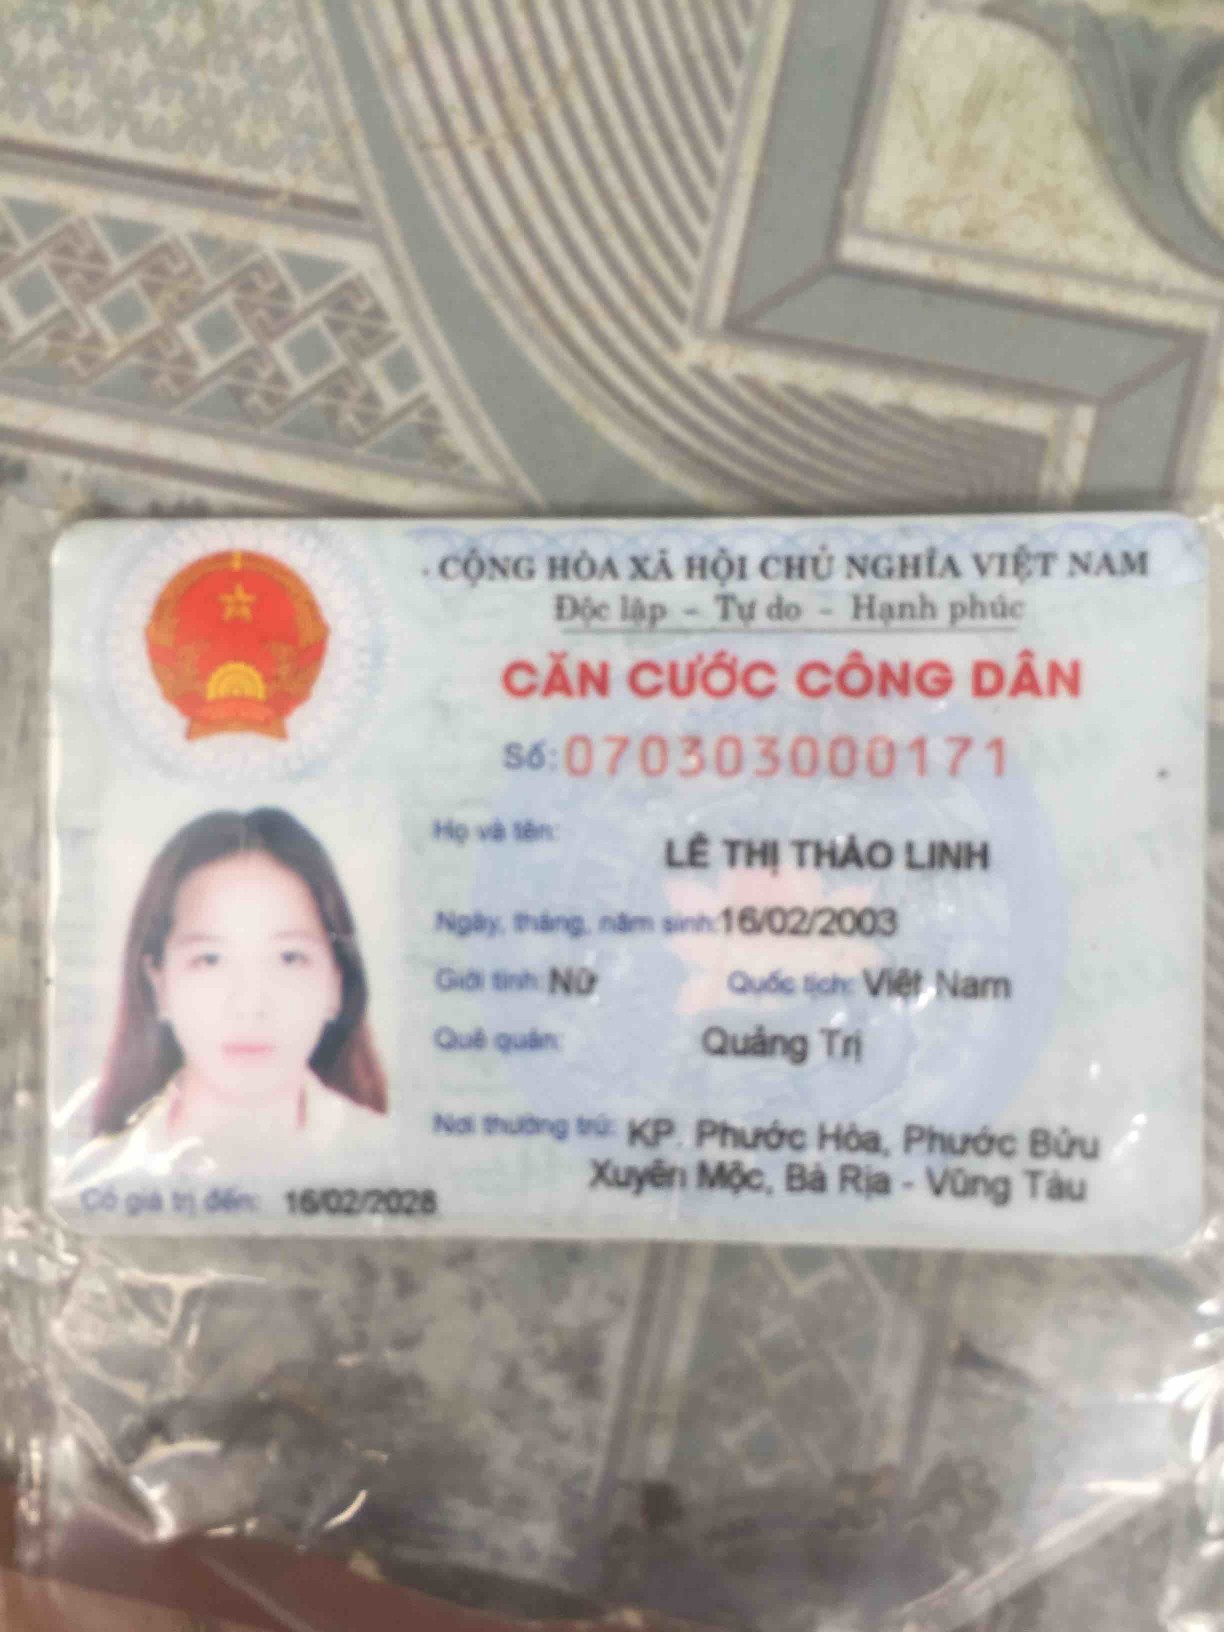 CỘNG HÒA XÃ HỘI CHỦ NGHĨA VIỆT NAM
Độc lập - Tự do - Hạnh phúc
CĂN CƯỚC CÔNG DÂN
Số: 070303000171
Họ và tên:
LÊ THỊ THẢO LINH
Ngày, tháng, năm sinh: 16/02/2003
Giới tính: Nữ Quốc tịch: Việt Nam
Quê quán:
Quảng Trị
Nơi thường trú: KP. Phước Hòa, Phước Bửu
Xuyên Mộc, Bà Rịa - Vũng Tàu
Có giá trị đến: 16/02/2028